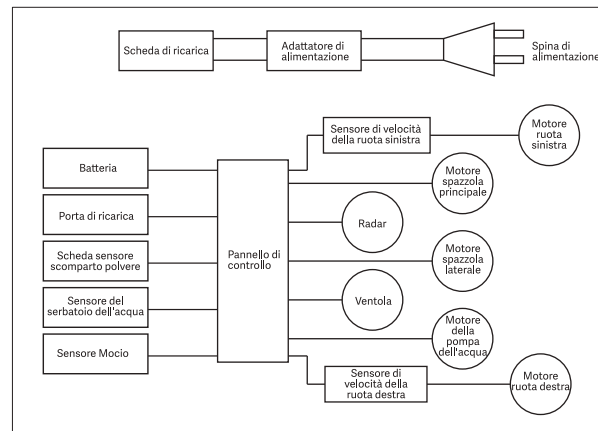 Scheda di ricarica
Adattatore di
alimentazione
Spina di
alimentazione
Sensore di velocità
della ruota sinistra
Motore
ruota
sinistra
Batteria
Motore
spazzola
principale
Porta di ricarica
Radar
Scheda sensore
scomparto polvere
Pannello di
controllo
Motore
spazzola
laterale
Sensore del
serbatoio dell'acqua
Ventola
Sensore Mocio
Motore
della
pompa
dell'acqua
Sensore di
velocità della
ruota destra
Motore
ruota destra